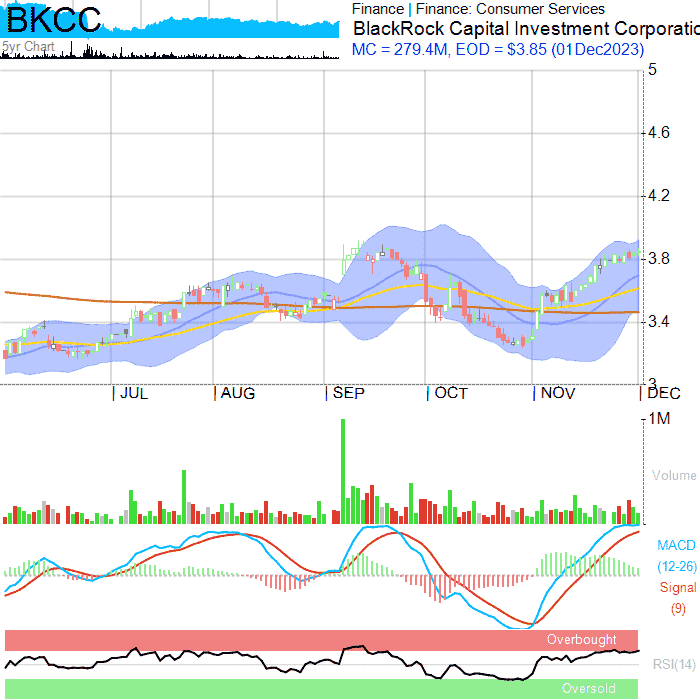 BKCC
5yr Chart
Finance | Finance: Consumer Services
BlackRock Capital Investment Corporatio
MC = 279.4M, EOD = $3.85 (01Dec2023)
5
4.6
4.2
3.8
3.4
3
JUL
AUG
SEP
OCT
NOV
DEC
1M
Volume
MACD
(12-26)
Signal
(9)
Overbought
RSI(14)
Oversold